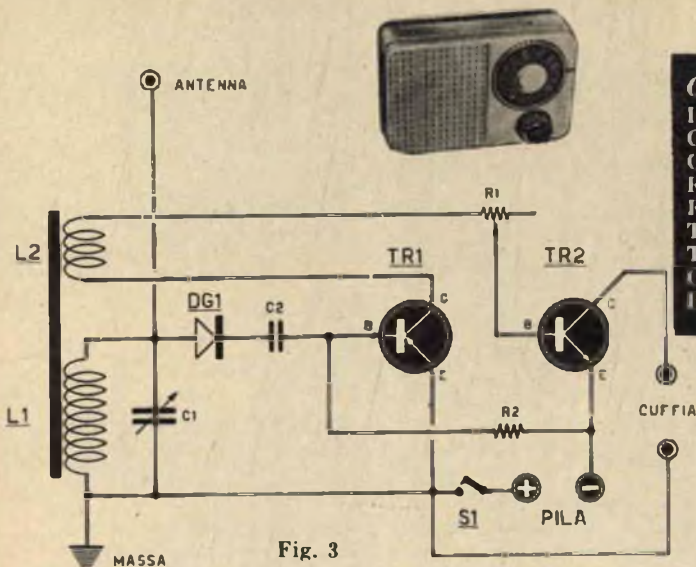 ANTENNA
R1
L2
TR1
TR2
DG1
C2
C
C
B
B
E
E
L1
C1
R2
CUFFIA
S1
+
-
PILA
Fig. 3
MASSA